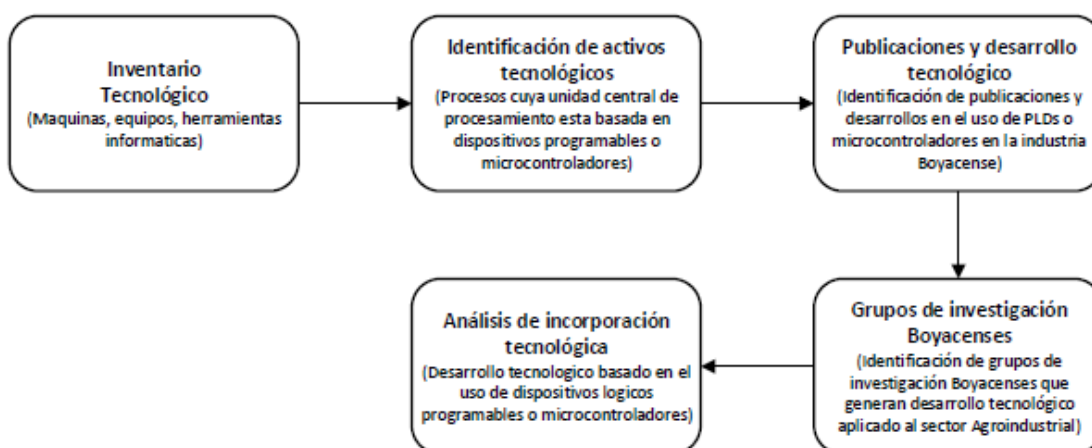 Inventario
Tecnológico
(Maquinas, equipos, herramientas
informaticas)
Identificación de activos
tecnológicos
(Procesos cuya unidad central de
procesamiento esta basada en
dispositivos programables o
microcontroladores)
Publicaciones y desarrollo
tecnológico
(Identificación de publicaciones y
desarrollos en el uso de PLDs o
microcontroladores en la industria
Boyacense)
Grupos de investigación
Boyacenses
(Identificación de grupos de
investigación Boyacenses que
generan desarrollo tecnológico
aplicado al sector Agroindustrial)
Análisis de incorporación
tecnológica
(Desarrollo tecnologico basado en el
uso de dispositivos logicos
programables o microcontroladores)